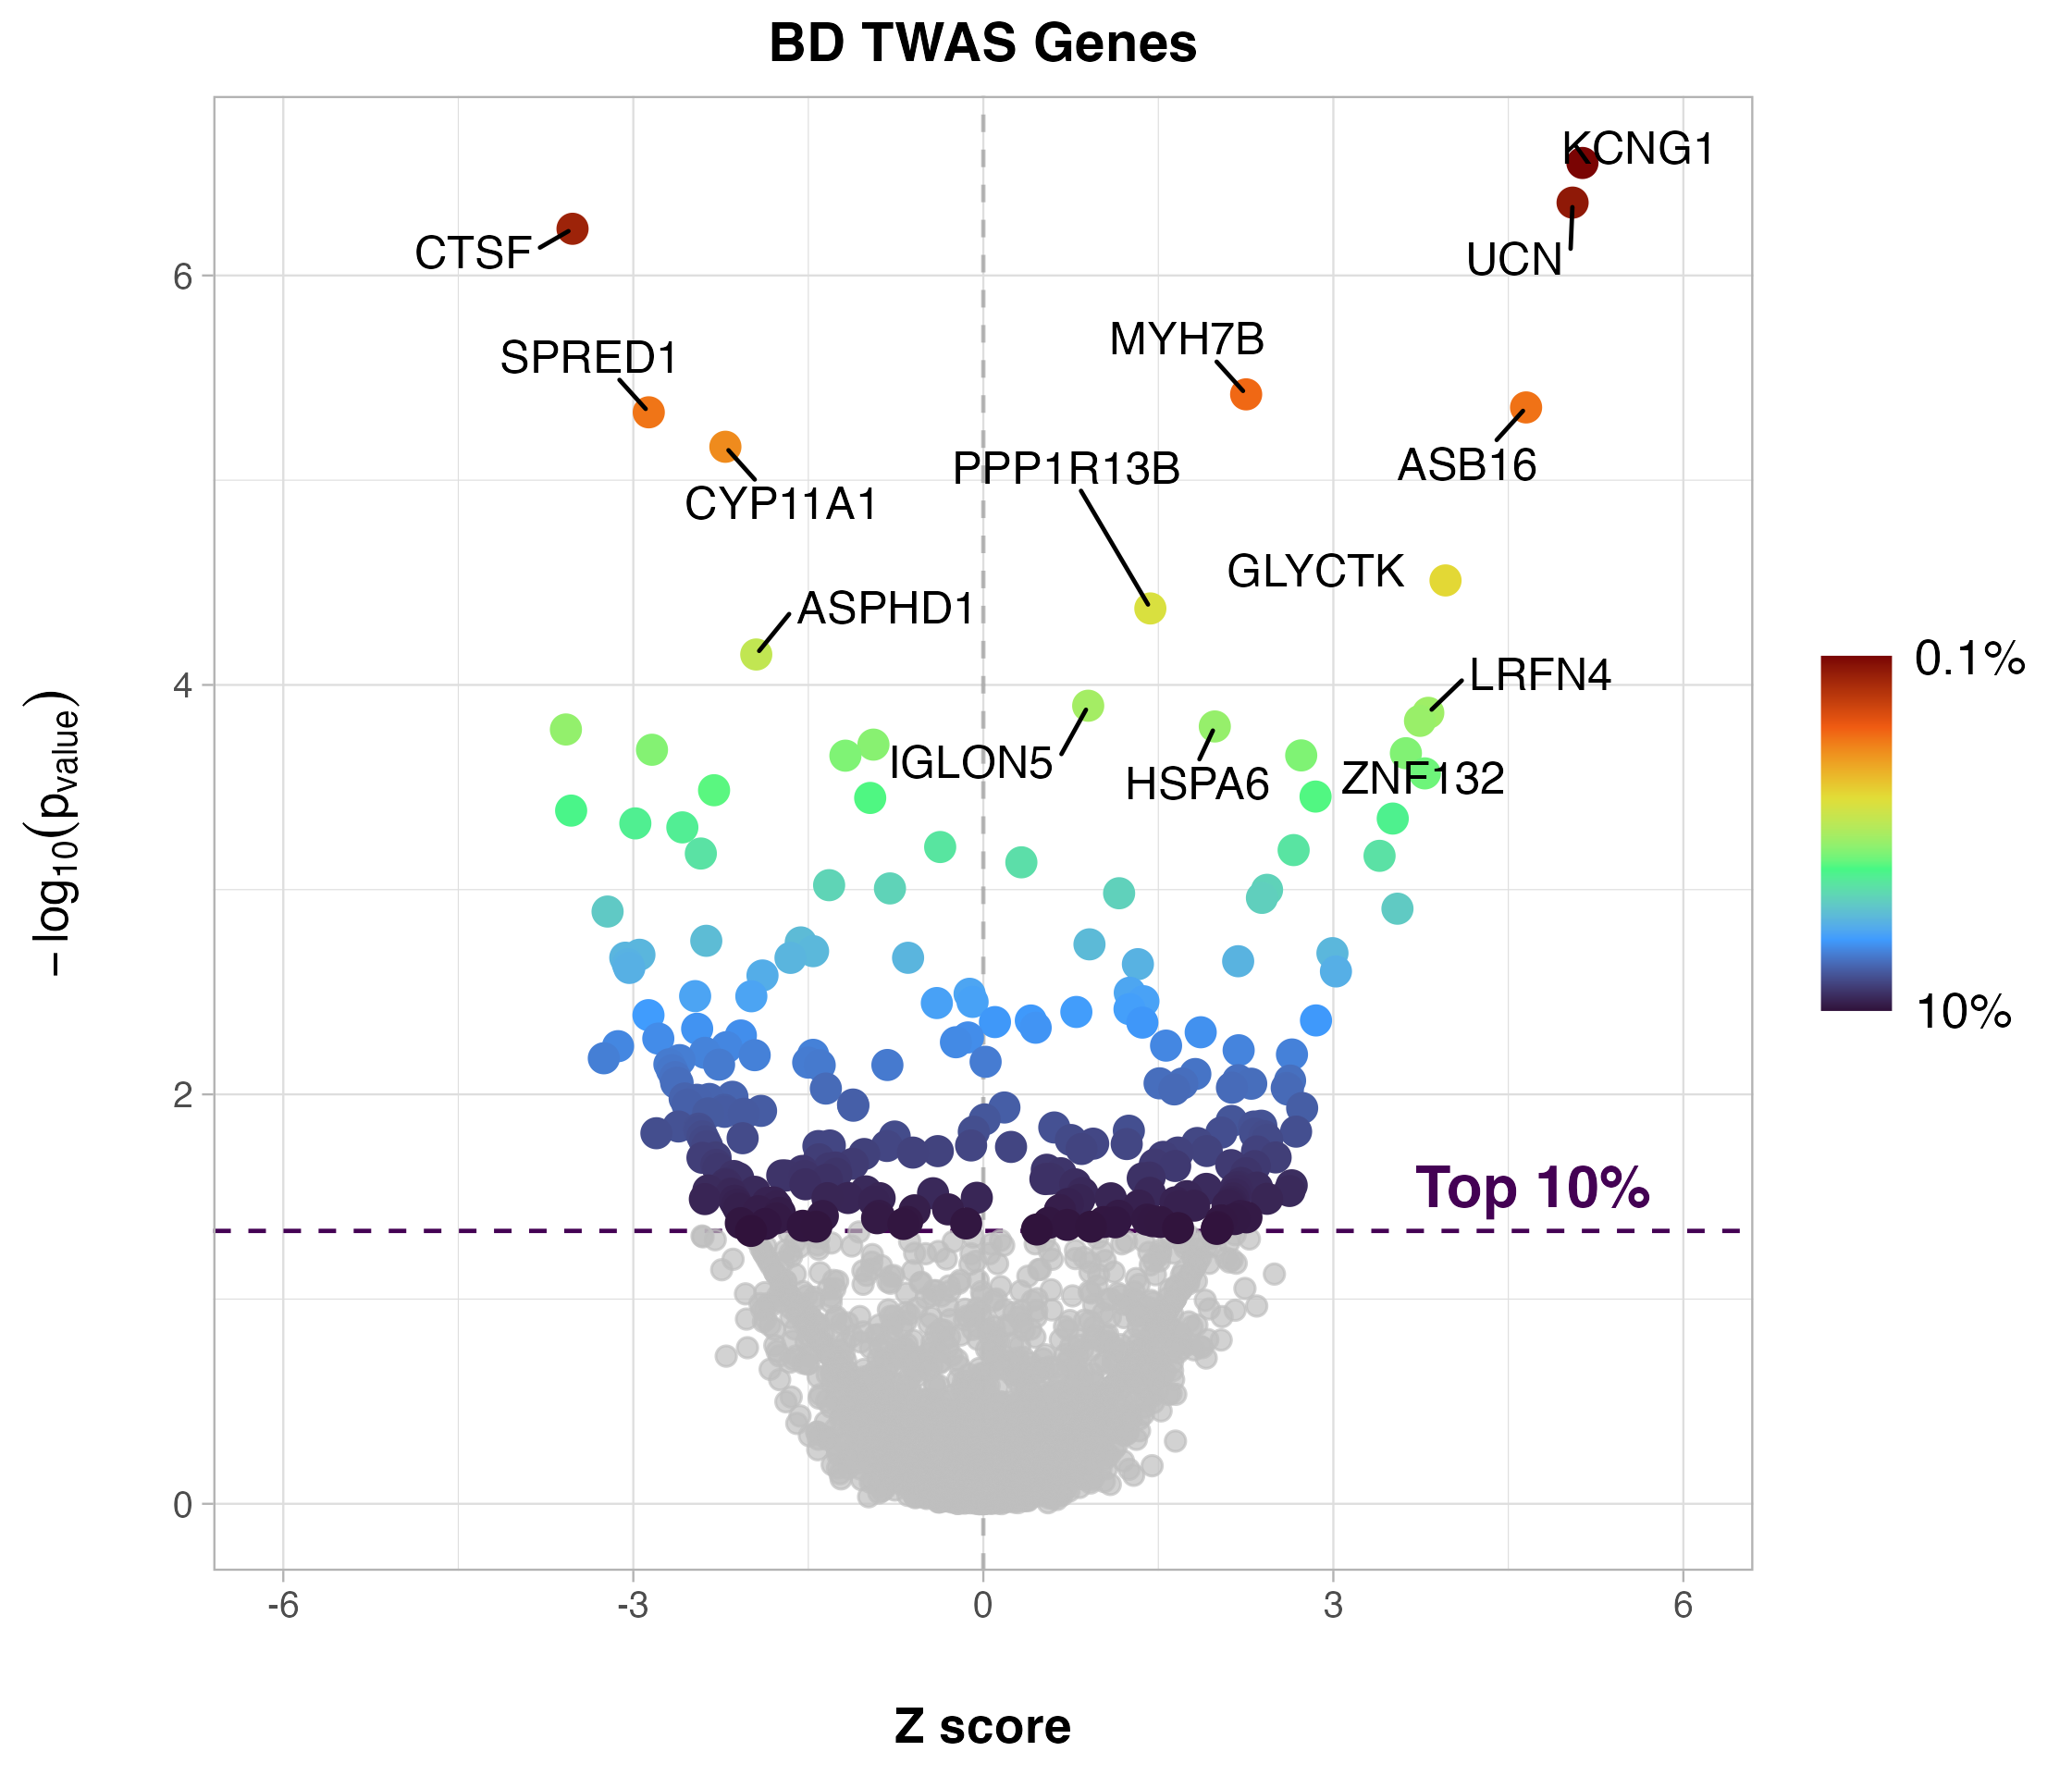 BD TWAS Genes
KCNG1
CTSF
UCN
6
SPRED1
MYH7B
PPP1R13B
ASB16
CYP11A1
GLYCTK
ASPHD1
0.1%
LRFN4
4
IGLON5
HSPA6
ZNF132
−log10(pvalue)
10%
2
Top 10%
0
-6
-3
0
3
6
Z score